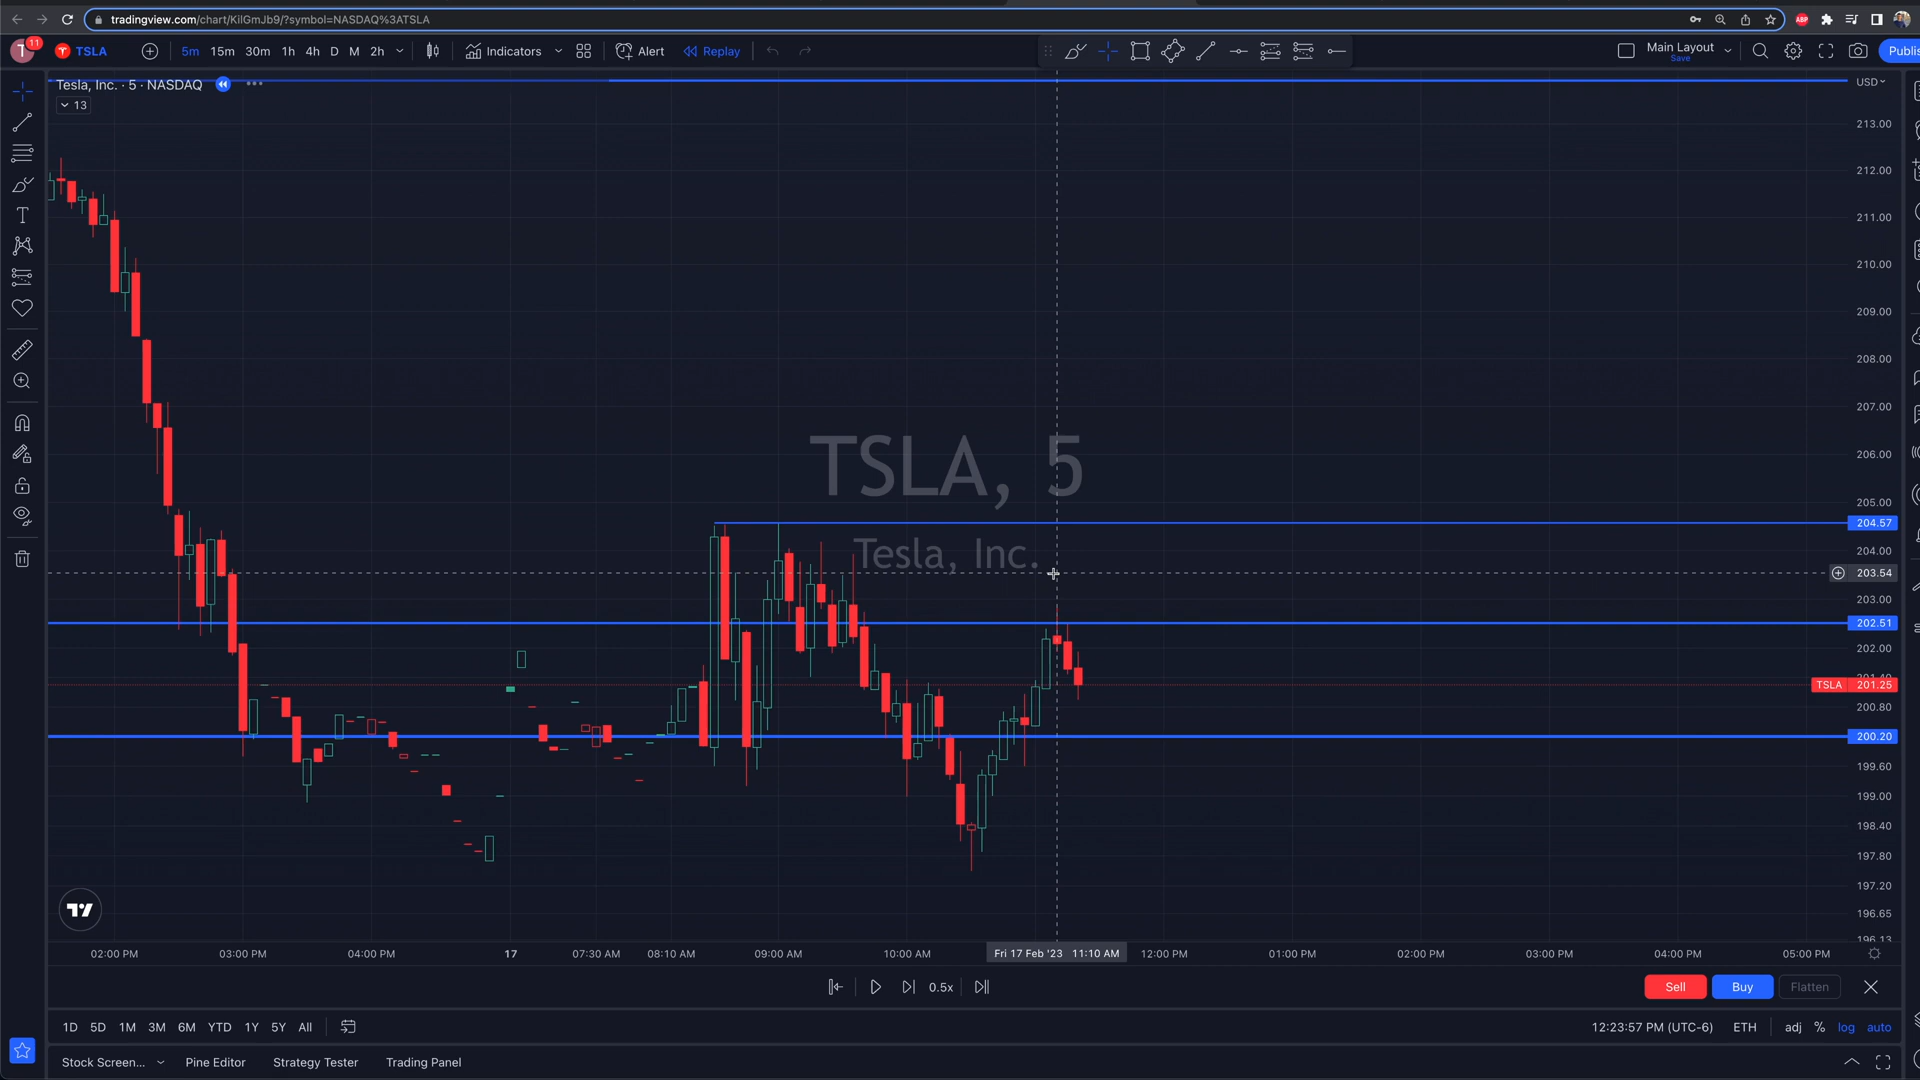 tradingview.com/chart/KilGmJb9/?symbol=NASDAQ%3ATSLA
ABP
T 11 TSLA 5m 15m 30m 1h 4h D M 2h Indicators Alert Replay Main Layout Save Publis
Tesla, Inc. · 5 · NASDAQ
USD
13
213.00
212.00
211.00
210.00
209.00
208.00
207.00
206.00
TSLA, 5
205.00
204.57
204.00
Tesla, Inc.
203.54
203.00
202.51
202.00
TSLA 201.25
200.80
200.20
199.60
199.00
198.40
197.80
197.20
196.65
196.13
02:00 PM 03:00 PM 04:00 PM 17 07:30 AM 08:10 AM 09:00 AM 10:00 AM Fri 17 Feb '23 11:10 AM 12:00 PM 01:00 PM 02:00 PM 03:00 PM 04:00 PM 05:00 PM
0.5x Sell Buy Flatten
1D 5D 1M 3M 6M YTD 1Y 5Y All 12:23:57 PM (UTC-6) ETH adj % log auto
Stock Screen... Pine Editor Strategy Tester Trading Panel